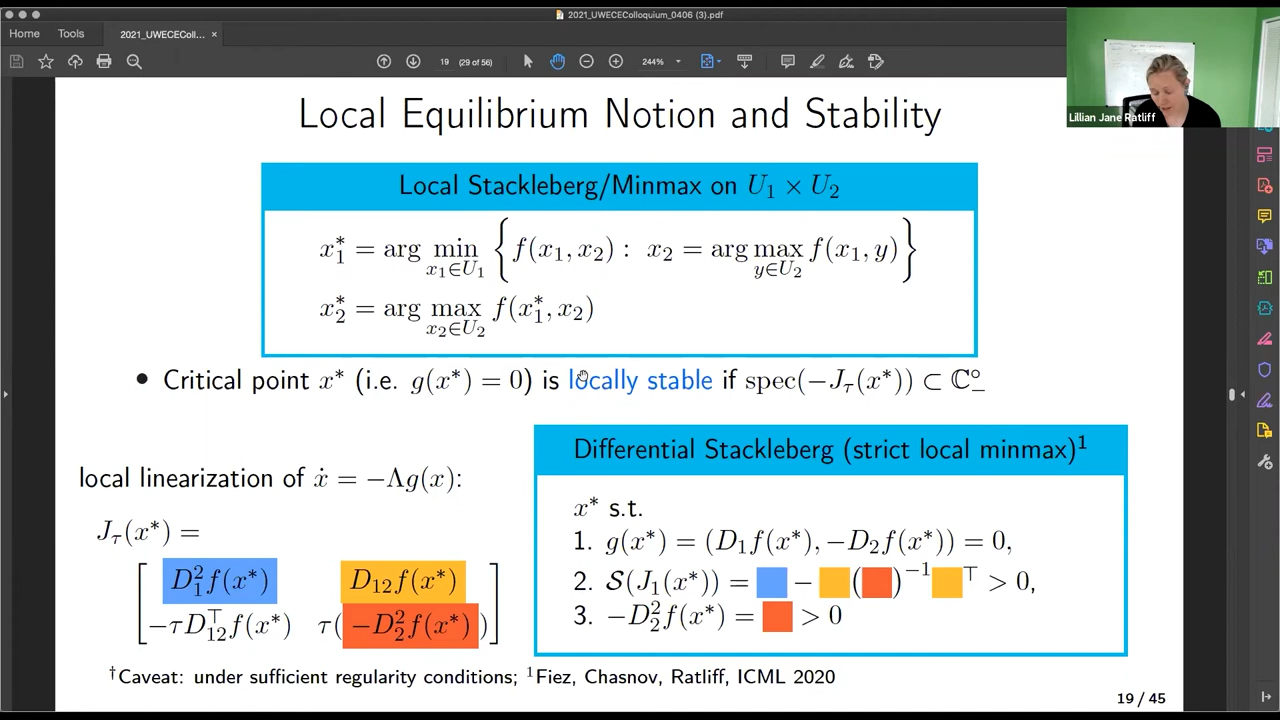 2021_UWECEColloquium_0406 (3).pdf
Home Tools 2021_UWECEColl... ×
19 (29 of 56) 244%
Lillian Jane Ratliff
Local Equilibrium Notion and Stability
Local Stackleberg/Minmax on U₁ × U₂
x₁* = arg min_{x₁∈U₁} { f(x₁, x₂) : x₂ = arg max_{y∈U₂} f(x₁, y) }
x₂* = arg max_{x₂∈U₂} f(x₁*, x₂)
• Critical point x* (i.e. g(x*) = 0) is locally stable if spec(−J_τ(x*)) ⊂ ℂ°₋
local linearization of ẋ = −Λg(x):
J_τ(x*) =
[ D₁²f(x*) D₁₂f(x*)
−τD₁₂^⊤f(x*) τ(−D₂²f(x*)) ]
Differential Stackleberg (strict local minmax)¹
x* s.t.
1. g(x*) = (D₁f(x*), −D₂f(x*)) = 0,
2. 𝒮(J₁(x*)) = − ( )⁻¹ ^⊤ > 0,
3. −D₂²f(x*) = > 0
†Caveat: under sufficient regularity conditions; ¹Fiez, Chasnov, Ratliff, ICML 2020
19 / 45